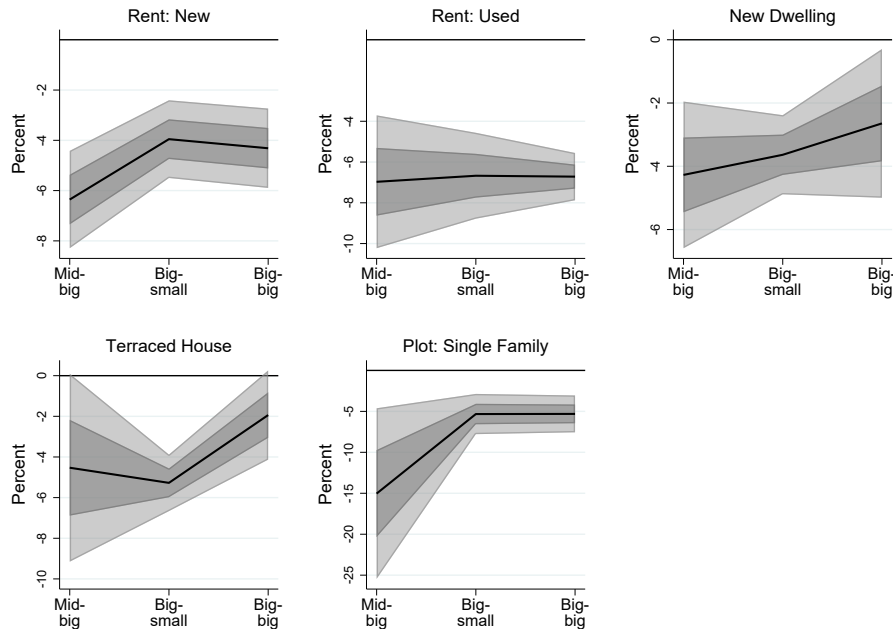 Rent: New
Percent
-2
-4
-6
-8
Mid-
big
Big-
small
Big-
big
Rent: Used
Percent
-4
-6
-8
-10
Mid-
big
Big-
small
Big-
big
New Dwelling
Percent
0
-2
-4
-6
Mid-
big
Big-
small
Big-
big
Terraced House
Percent
0
-2
-4
-6
-8
-10
Mid-
big
Big-
small
Big-
big
Plot: Single Family
Percent
-5
-10
-15
-20
-25
Mid-
big
Big-
small
Big-
big